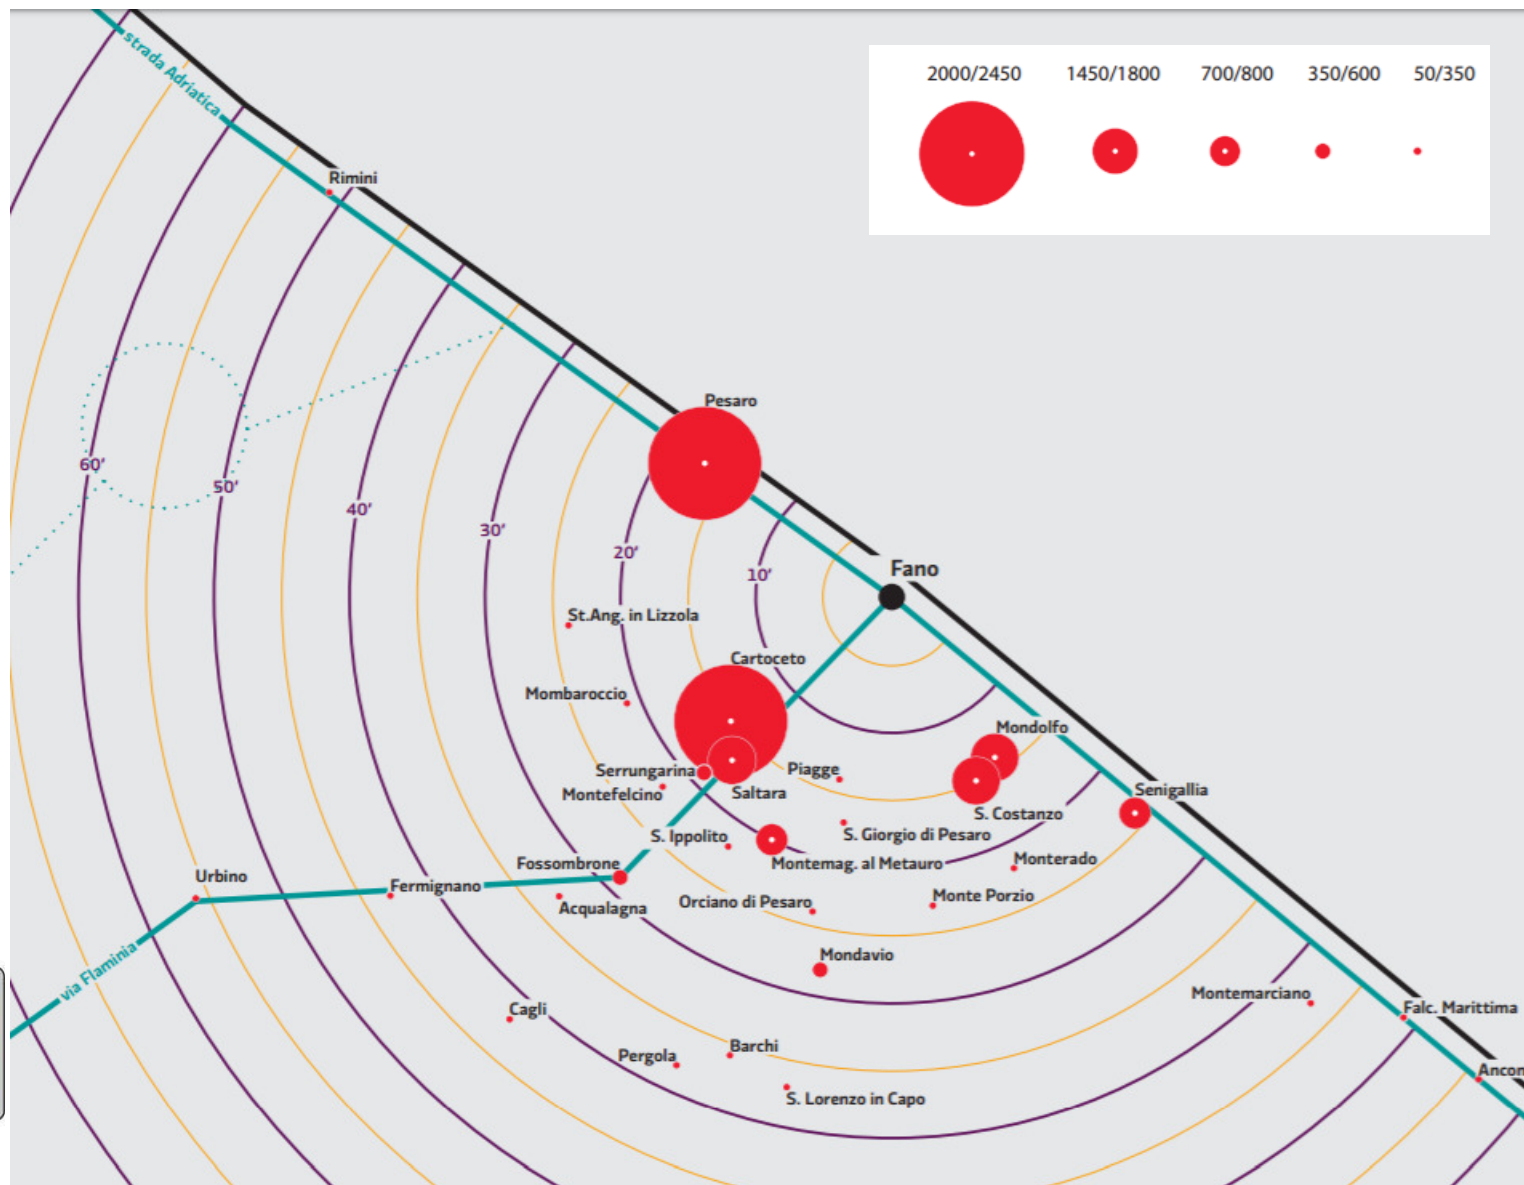 strada Adriatica
2000/2450 1450/1800 700/800 350/600 50/350
Rimini
Pesaro
60'
50'
40'
30'
20'
10'
Fano
St.Ang. in Lizzola
Cartoceto
Mombaroccio
Mondolfo
Serrungarina
Piagge
Montefelcino
Saltara
Senigallia
S. Costanzo
S. Ippolito
S. Giorgio di Pesaro
Fossombrone
Montemag. al Metauro
Monterado
Urbino
Fermignano
Acqualagna
Orciano di Pesaro
Monte Porzio
via Flaminia
Mondavio
Montemarciano
Cagli
Falc. Marittima
Pergola
Barchi
S. Lorenzo in Capo
Ancon